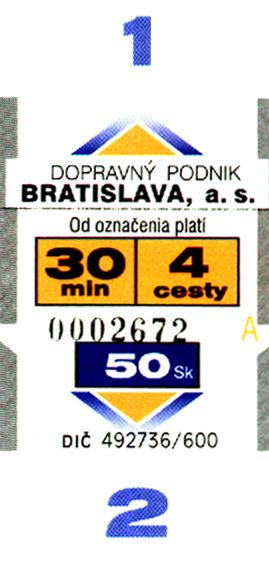 1
DOPRAVNÝ PODNIK
BRATISLAVA, a. s.
Od označenia platí
30 min 4 cesty
0002672 A
50 Sk
DIČ 492736/600
2